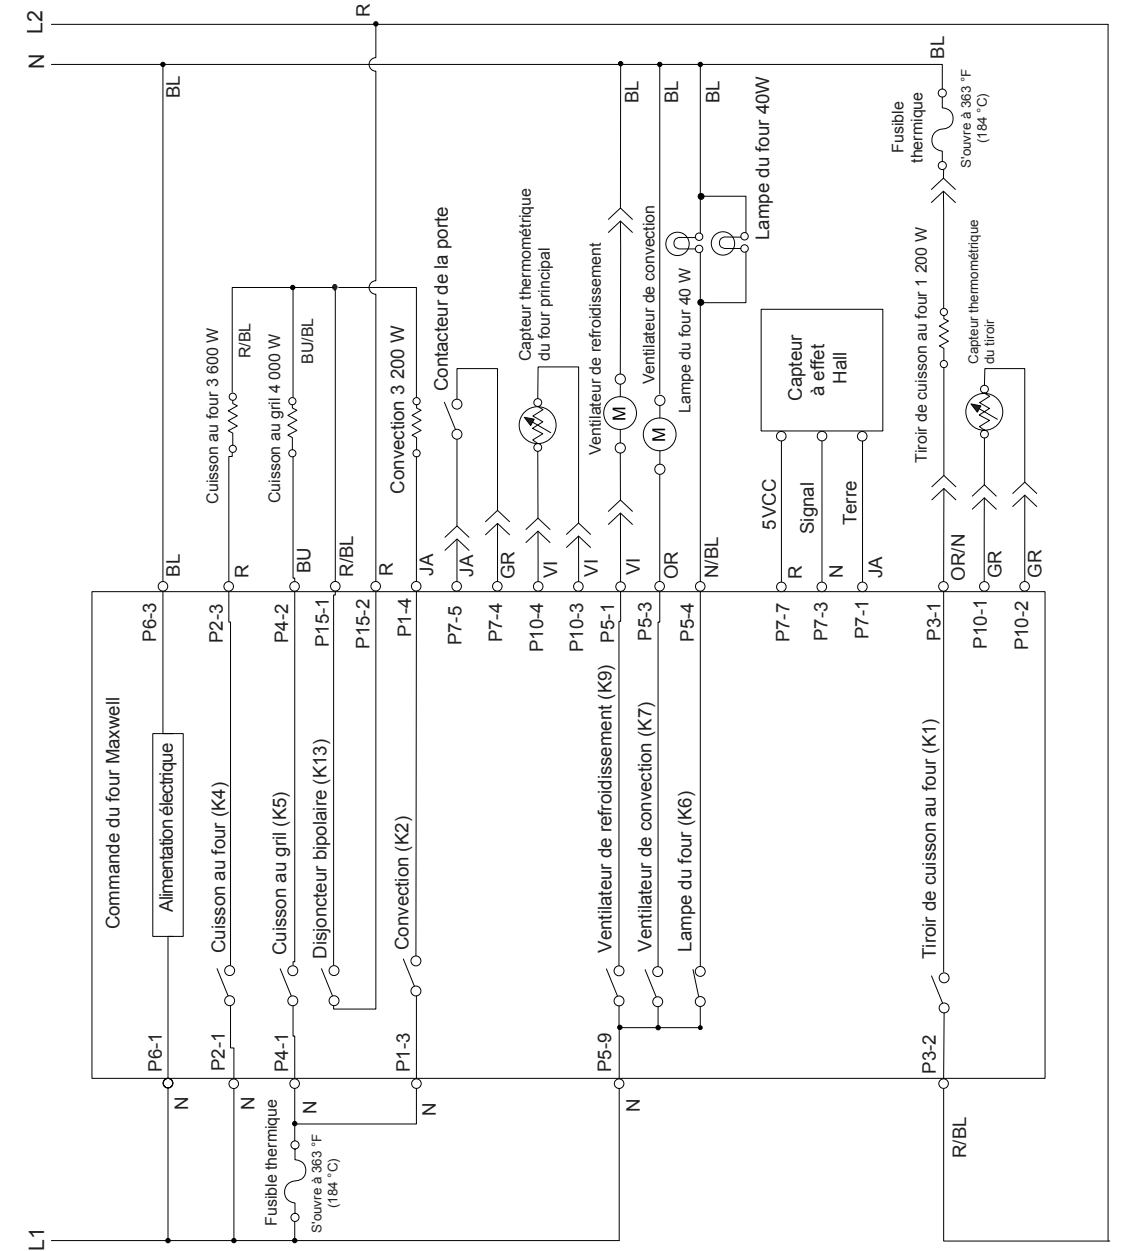 L2
N
L1
R
BL
BL
BL
BL
BL
Fusible
thermique
S'ouvre à 363 °F
(184 °C)
Cuisson au four 3 600 W
R/BL
Cuisson au gril 4 000 W
BU/BL
Convection 3 200 W
Contacteur de la porte
Capteur thermométrique
du four principal
Ventilateur de refroidissement
M
Ventilateur de convection
M
Lampe du four 40 W
Lampe du four 40W
Capteur
à effet
Hall
5VCC
Signal
Terre
Tiroir de cuisson au four 1 200 W
Capteur thermométrique
du tiroir
BL
R
BU
R/BL
R
JA
JA
GR
VI
VI
VI
OR
N/BL
R
N
JA
OR/N
GR
GR
P6-3
P2-3
P4-2
P15-1
P15-2
P1-4
P7-5
P7-4
P10-4
P10-3
P5-1
P5-3
P5-4
P7-7
P7-3
P7-1
P3-1
P10-1
P10-2
Commande du four Maxwell
Alimentation électrique
Cuisson au four (K4)
Cuisson au gril (K5)
Disjoncteur bipolaire (K13)
Convection (K2)
Ventilateur de refroidissement (K9)
Ventilateur de convection (K7)
Lampe du four (K6)
Tiroir de cuisson au four (K1)
P6-1
P2-1
P4-1
P1-3
P5-9
P3-2
N
N
N
N
N
R/BL
Fusible thermique
S'ouvre à 363 °F
(184 °C)